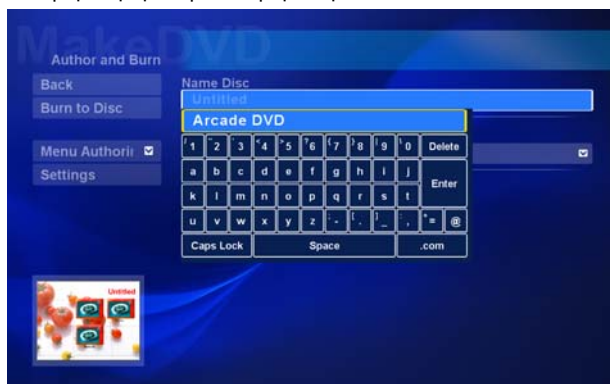 MakeDVD
Author and Burn
Back
Burn to Disc
Menu Authorin
Settings
Name Disc
Untitled
Arcade DVD
1 2 3 4 5 6 7 8 9 0 Delete
a b c d e f g h i j
Enter
k l m n o p q r s t
u v w x y z - . _ , = @
Caps Lock Space .com
Untitled